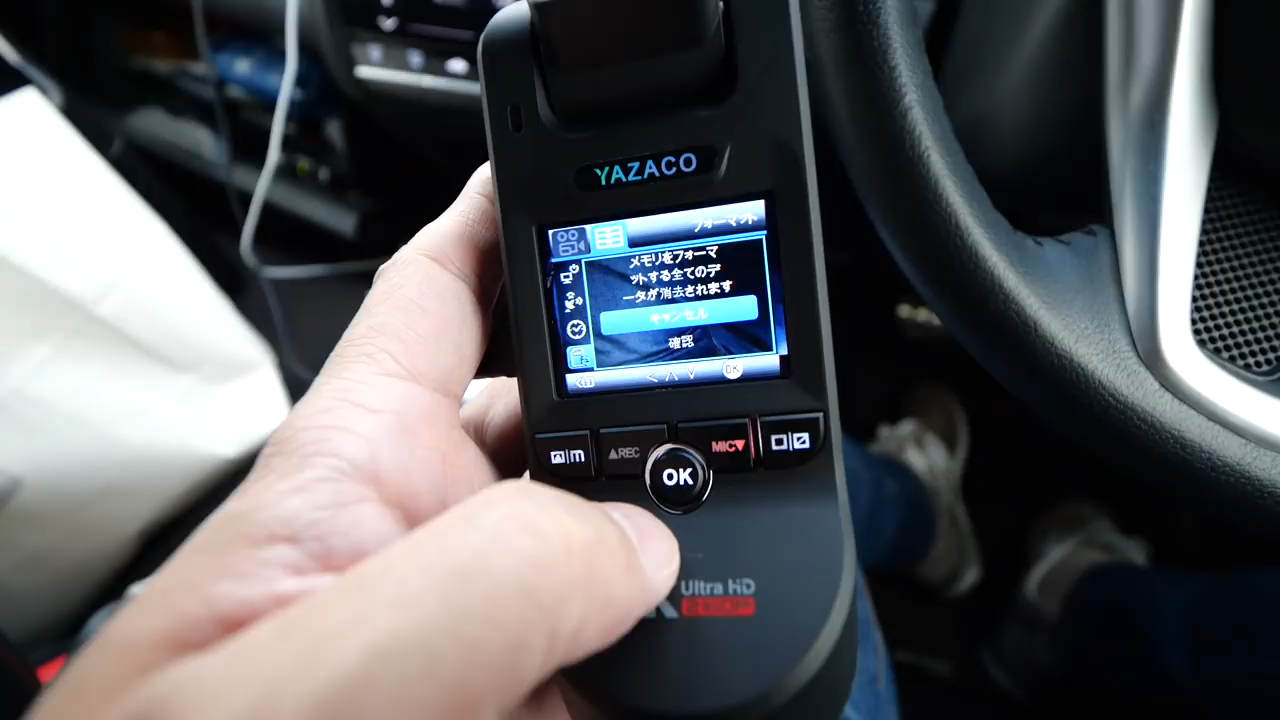 YAZACO
フォーマット
メモリをフォーマ
ットする全てのデ
ータが消去されます
キャンセル
確認
OK
m
▲REC
MIC▼
OK
Ultra HD
2160P